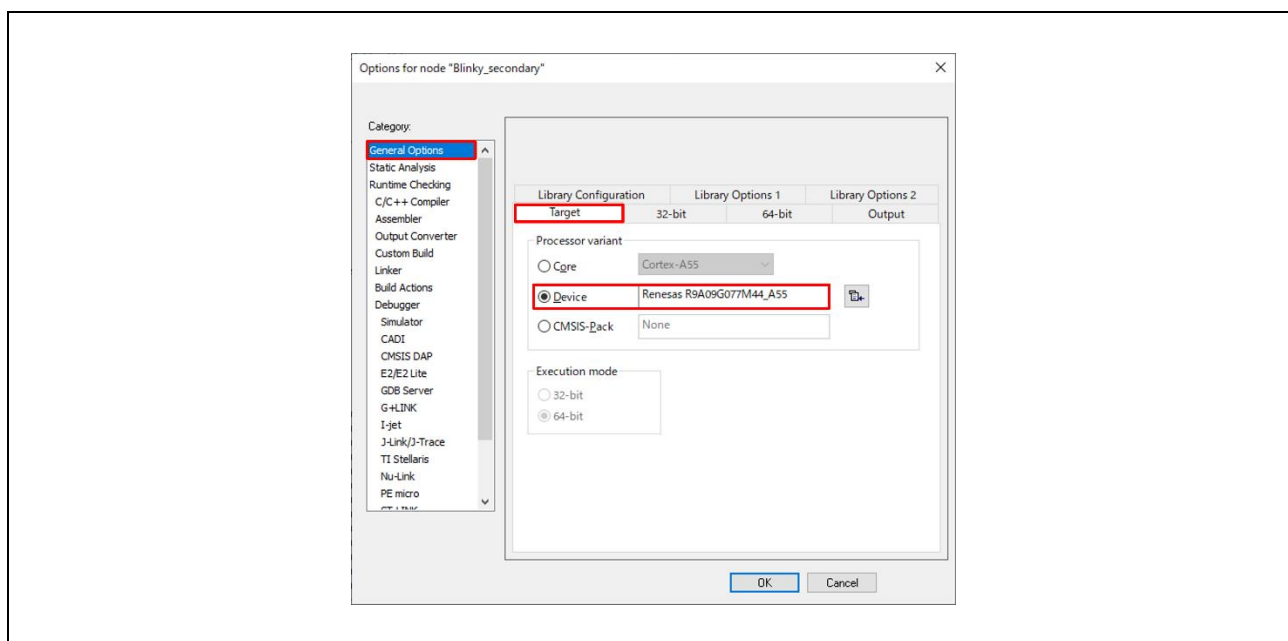 Options for node "Blinky_secondary"
Category:
General Options
Static Analysis
Runtime Checking
C/C++ Compiler
Assembler
Output Converter
Custom Build
Linker
Build Actions
Debugger
Simulator
CADI
CMSIS DAP
E2/E2 Lite
GDB Server
G+LINK
I-jet
J-Link/J-Trace
TI Stellaris
Nu-Link
PE micro
ST-LINK
Library Configuration Library Options 1 Library Options 2
Target 32-bit 64-bit Output
Processor variant
Core Cortex-A55
Device Renesas R9A09G077M44_A55
CMSIS-Pack None
Execution mode
32-bit
64-bit
OK Cancel